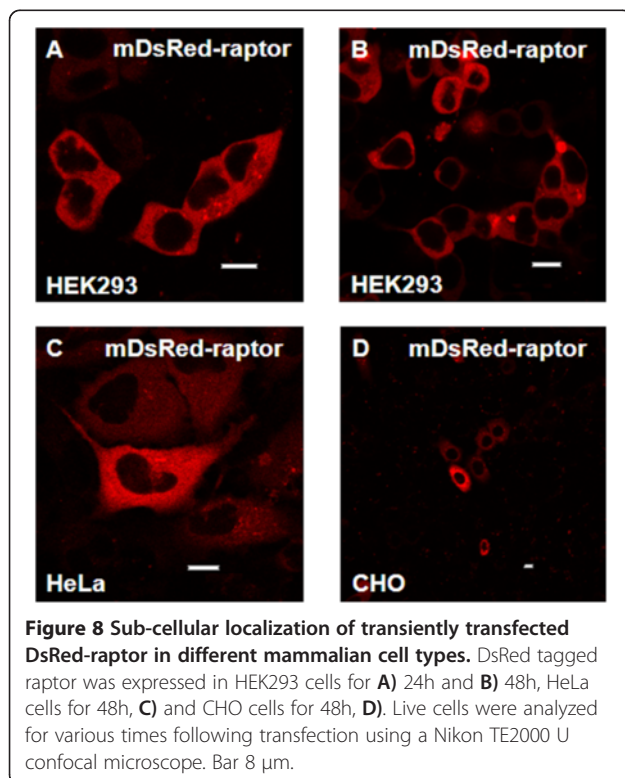 A mDsRed-raptor
B mDsRed-raptor
HEK293
HEK293
C mDsRed-raptor
D mDsRed-raptor
HeLa
CHO
Figure 8 Sub-cellular localization of transiently transfected
DsRed-raptor in different mammalian cell types. DsRed tagged
raptor was expressed in HEK293 cells for A) 24h and B) 48h, HeLa
cells for 48h, C) and CHO cells for 48h, D). Live cells were analyzed
for various times following transfection using a Nikon TE2000 U
confocal microscope. Bar 8 μm.